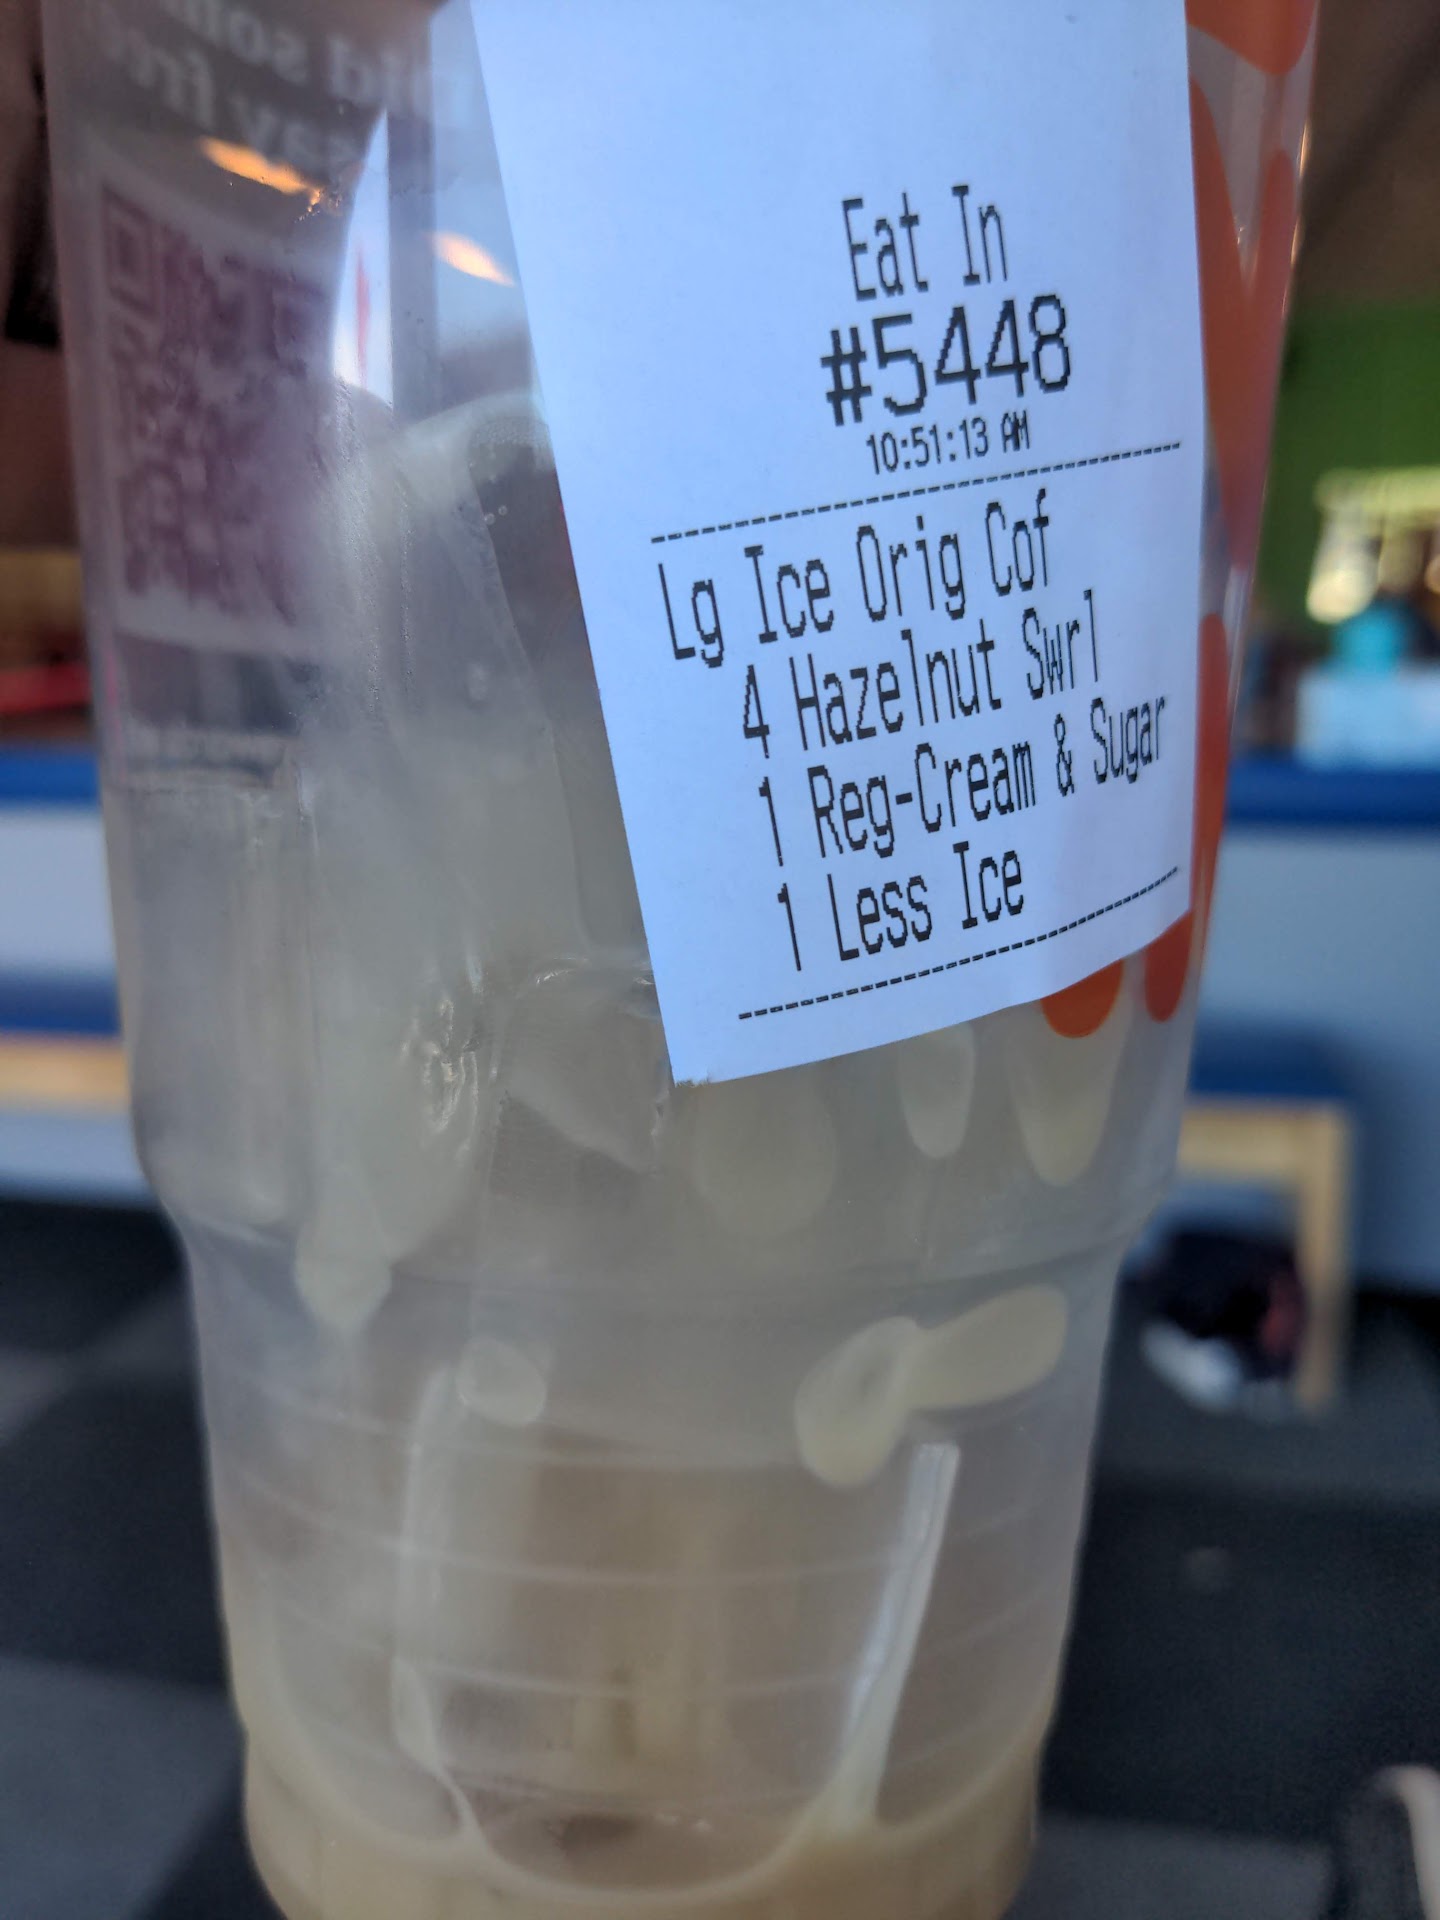 Eat In
#5448
10:51:13 AM
Lg Ice Orig Cof
4 Hazelnut Swrl
1 Reg-Cream & Sugar
1 Less Ice